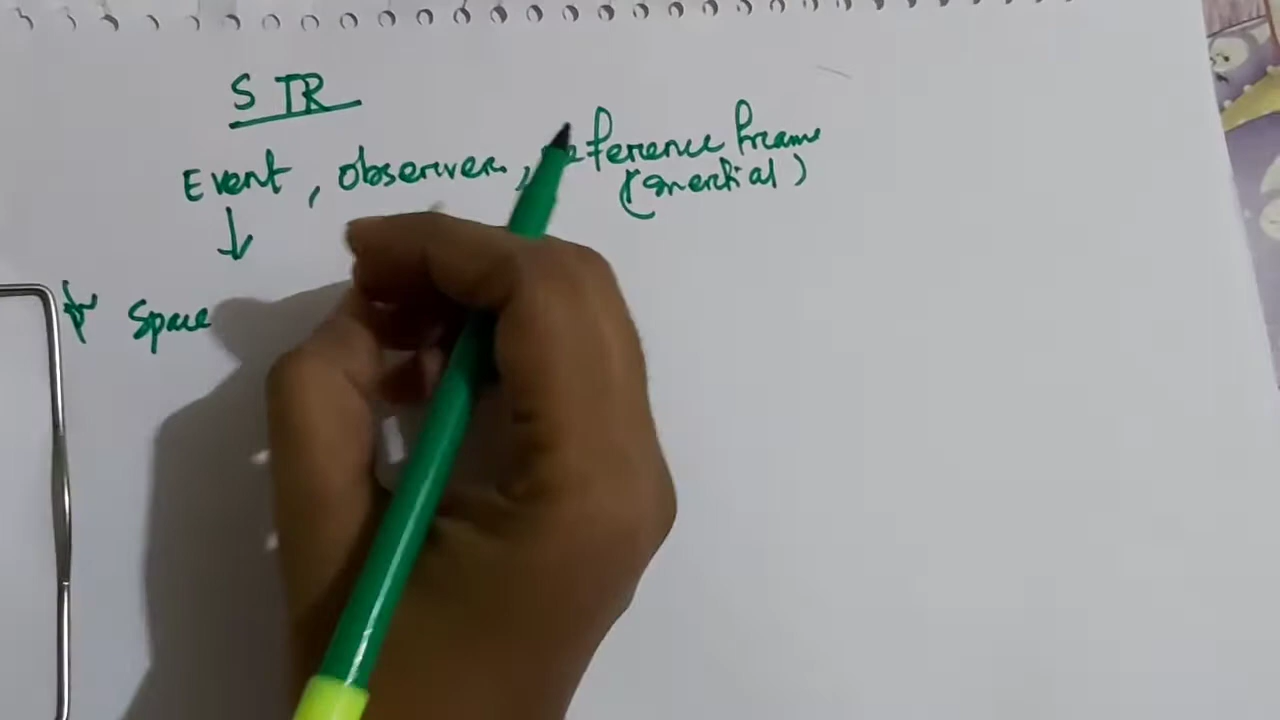 STR
Event, observer, reference frame
(inertial)
↓
* Space